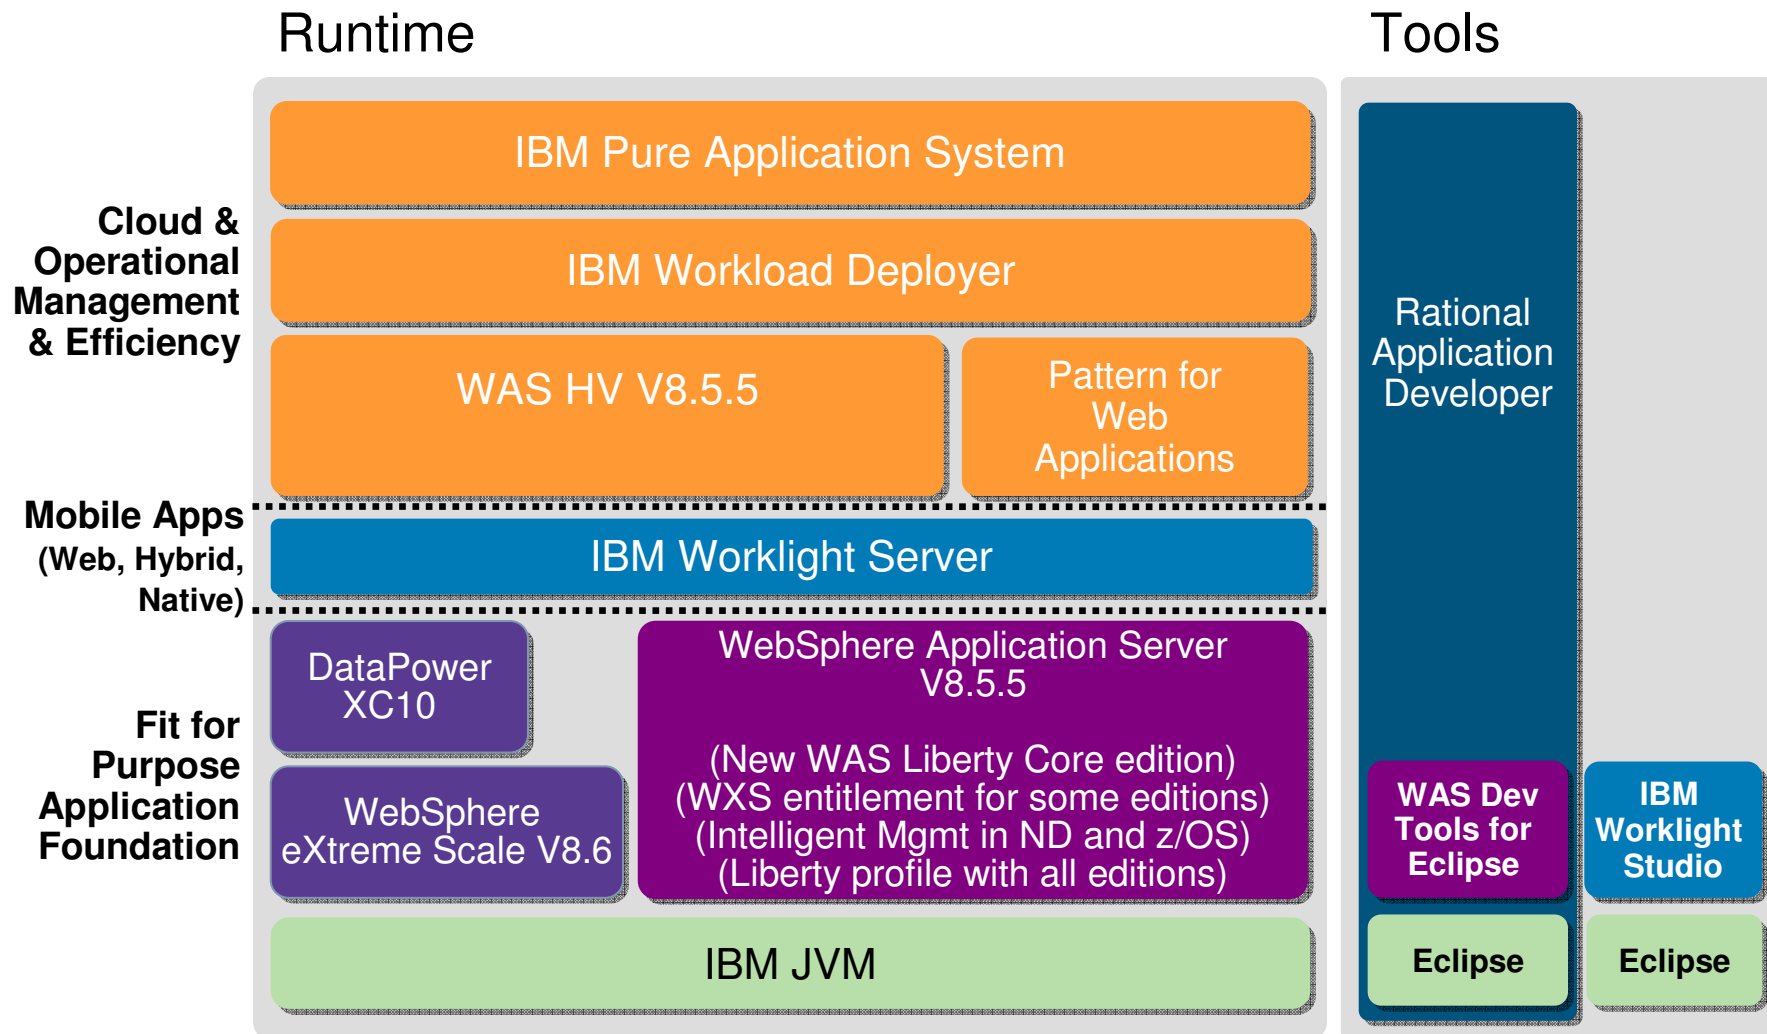 Runtime
Tools
Cloud &
Operational
Management
& Efficiency
IBM Pure Application System
IBM Workload Deployer
WAS HV V8.5.5
Pattern for
Web
Applications
Mobile Apps
(Web, Hybrid,
Native)
IBM Worklight Server
Fit for
Purpose
Application
Foundation
DataPower
XC10
WebSphere
eXtreme Scale V8.6
WebSphere Application Server
V8.5.5
(New WAS Liberty Core edition)
(WXS entitlement for some editions)
(Intelligent Mgmt in ND and z/OS)
(Liberty profile with all editions)
IBM JVM
Rational
Application
Developer
WAS Dev
Tools for
Eclipse
IBM
Worklight
Studio
Eclipse
Eclipse